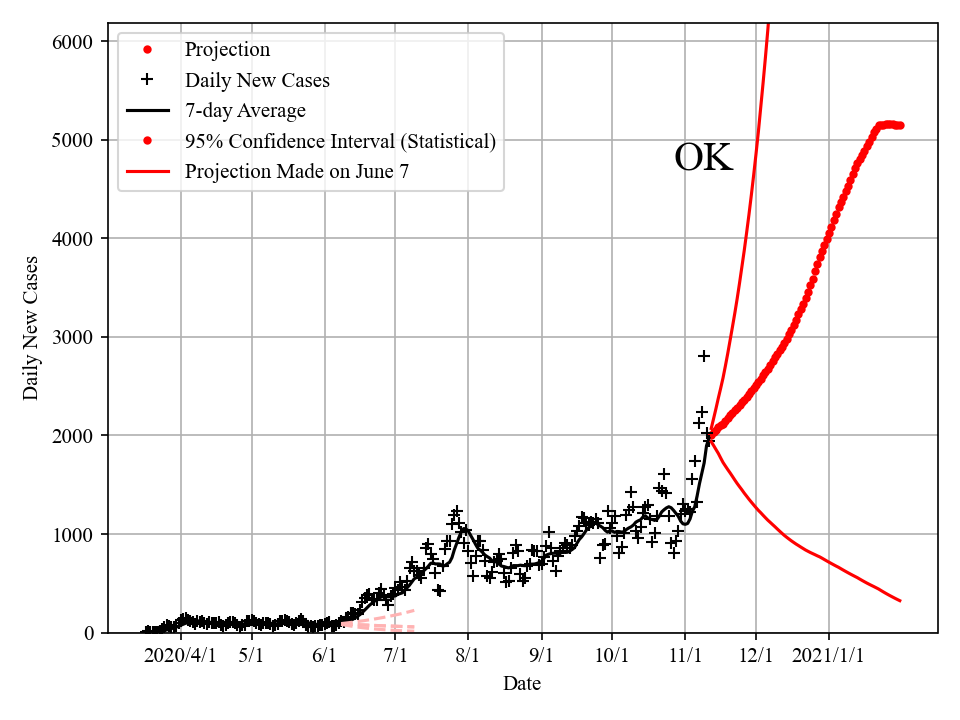 6000
5000
4000
3000
2000
1000
0
Daily New Cases
Projection
Daily New Cases
7-day Average
95% Confidence Interval (Statistical)
Projection Made on June 7
OK
2020/4/1 5/1 6/1 7/1 8/1 9/1 10/1 11/1 12/1 2021/1/1
Date